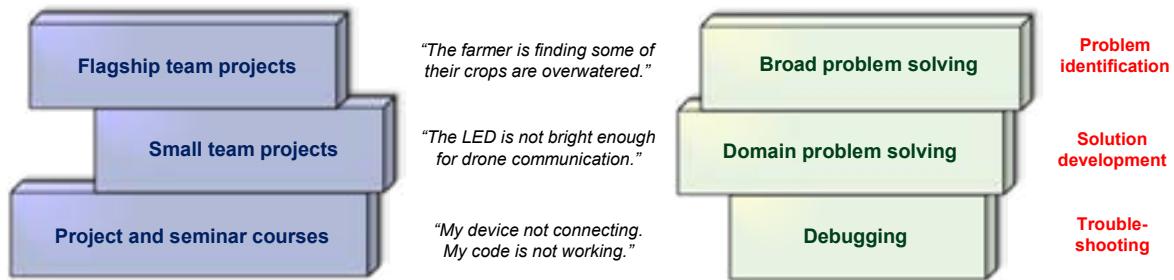 Flagship team projects
“The farmer is finding some of
their crops are overwatered.”
Broad problem solving
Problem
identification
Small team projects
“The LED is not bright enough
for drone communication.”
Domain problem solving
Solution
development
Project and seminar courses
“My device not connecting.
My code is not working.”
Debugging
Trouble-
shooting